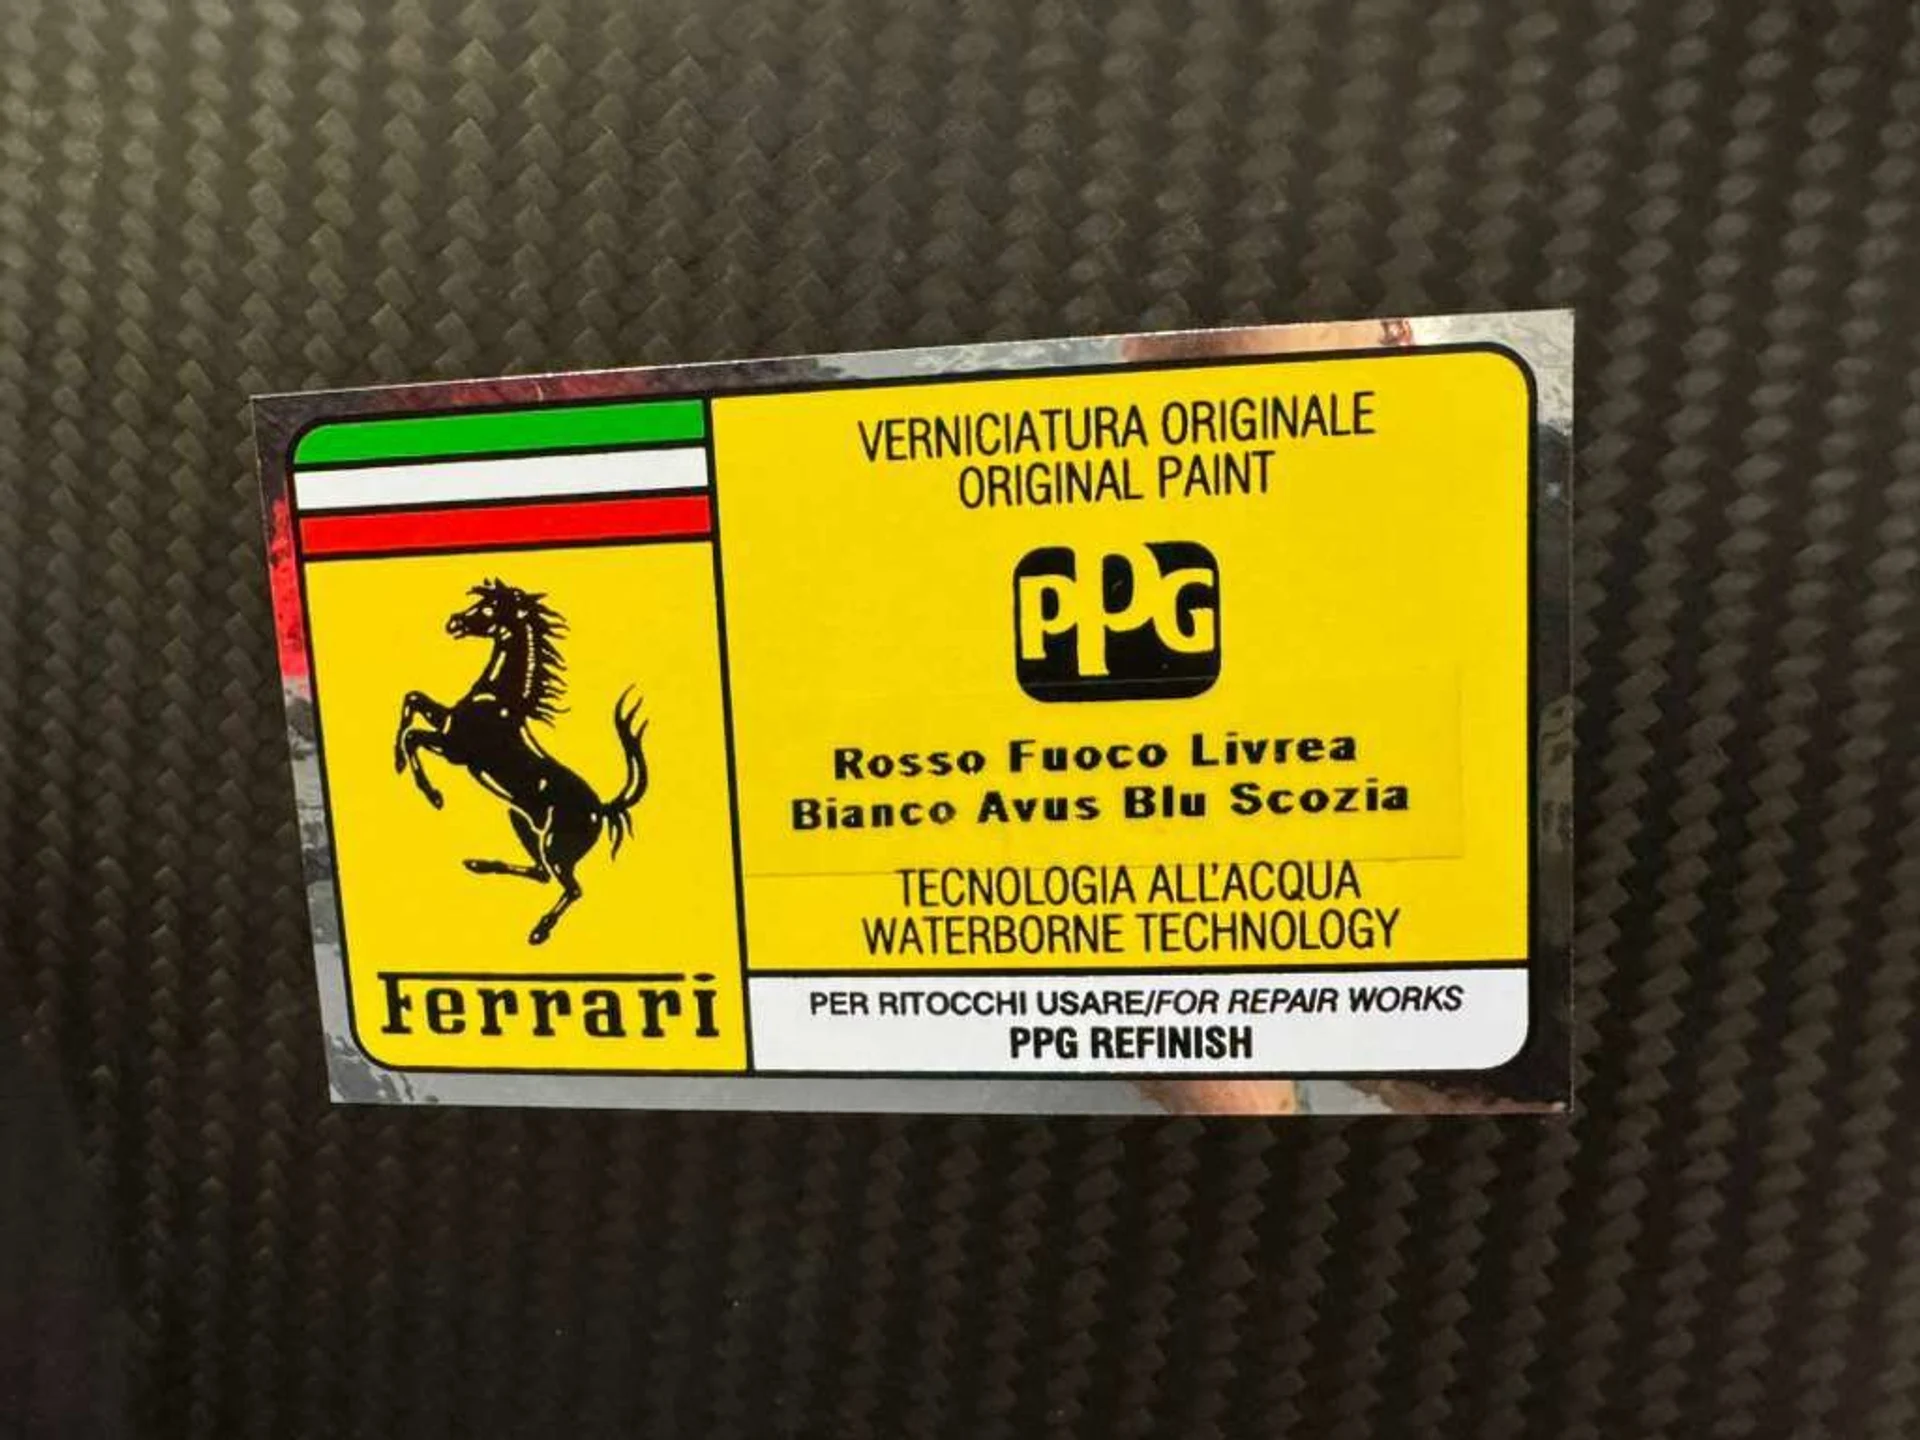 Ferrari
VERNICIATURA ORIGINALE
ORIGINAL PAINT
PPG
Rosso Fuoco Livrea
Bianco Avus Blu Scozia
TECNOLOGIA ALL'ACQUA
WATERBORNE TECHNOLOGY
PER RITOCCHI USARE/FOR REPAIR WORKS
PPG REFINISH